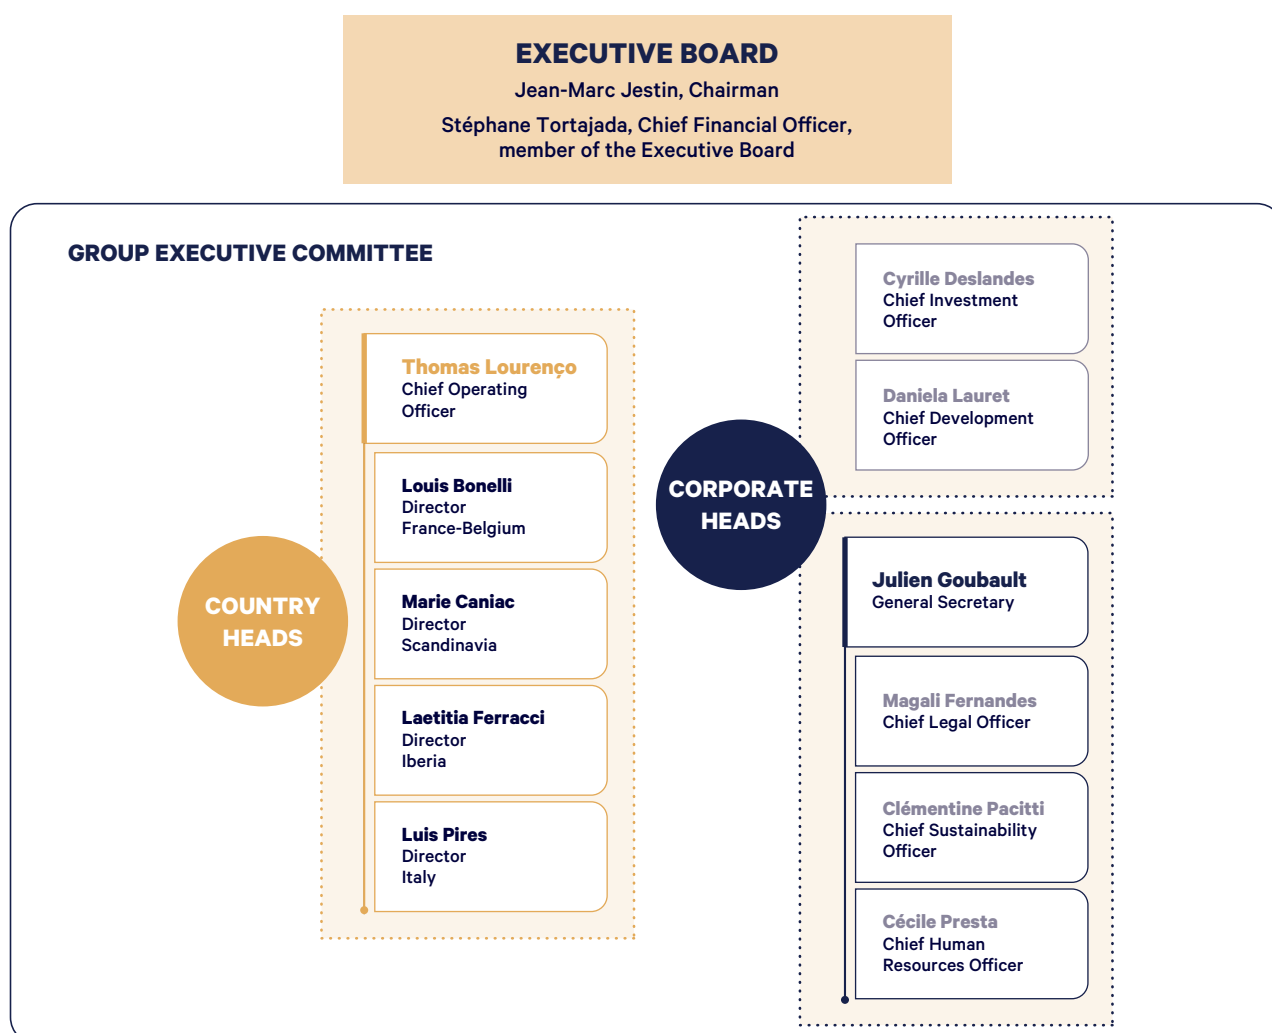 EXECUTIVE BOARD
Jean-Marc Jestin, Chairman
Stéphane Tortajada, Chief Financial Officer,
member of the Executive Board
GROUP EXECUTIVE COMMITTEE
COUNTRY
HEADS
Thomas Lourenço
Chief Operating
Officer
Louis Bonelli
Director
France-Belgium
Marie Caniac
Director
Scandinavia
Laetitia Ferracci
Director
Iberia
Luis Pires
Director
Italy
CORPORATE
HEADS
Cyrille Deslandes
Chief Investment
Officer
Daniela Lauret
Chief Development
Officer
Julien Goubault
General Secretary
Magali Fernandes
Chief Legal Officer
Clémentine Pacitti
Chief Sustainability
Officer
Cécile Presta
Chief Human
Resources Officer